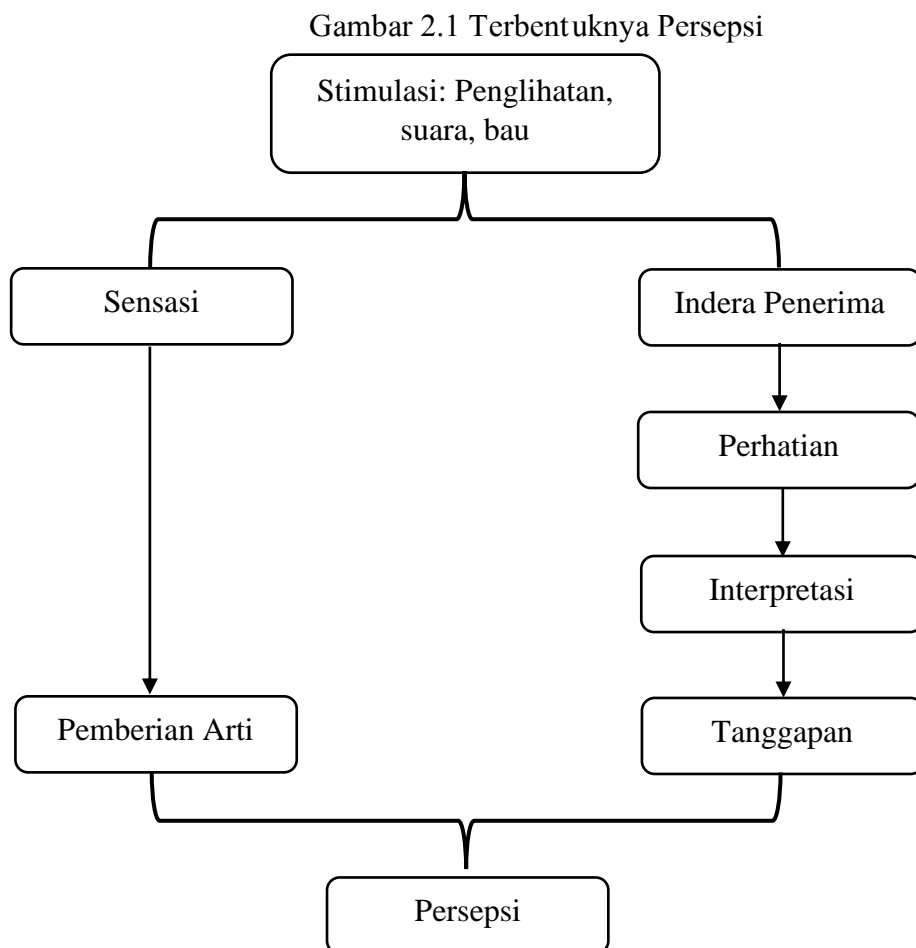 Gambar 2.1 Terbentuknya Persepsi
Stimulasi: Penglihatan,
suara, bau
Sensasi
Indera Penerima
Perhatian
Interpretasi
Pemberian Arti
Tanggapan
Persepsi